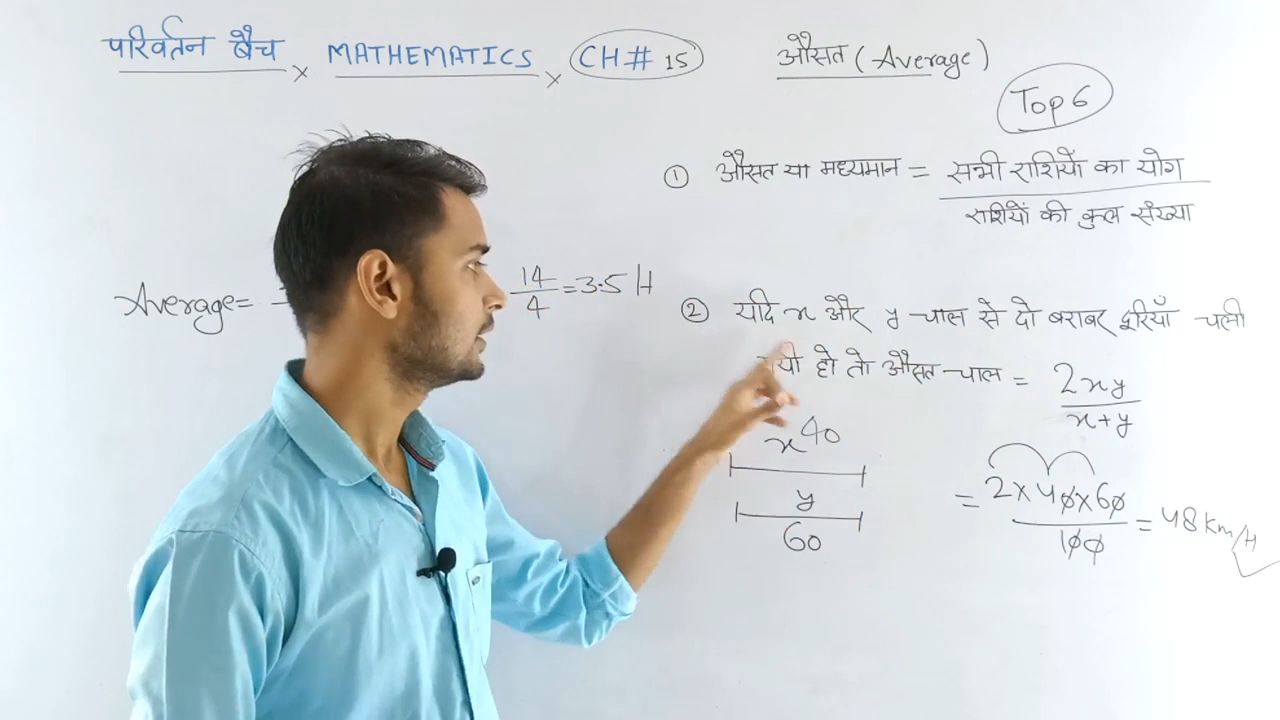 परिवर्तन बैच × MATHEMATICS × CH# 15 औसत (Average)
Top 6
① औसत या मध्यमान = सभी राशियों का योग
राशियों की कुल संख्या
Average= 14/4 =3.5 H
② यदि x और y चाल से दो बराबर दूरियाँ चली
हो तो औसत चाल = 2xy/x+y
x 40
y
60
= 2×40×60/100 = 48 Km/H